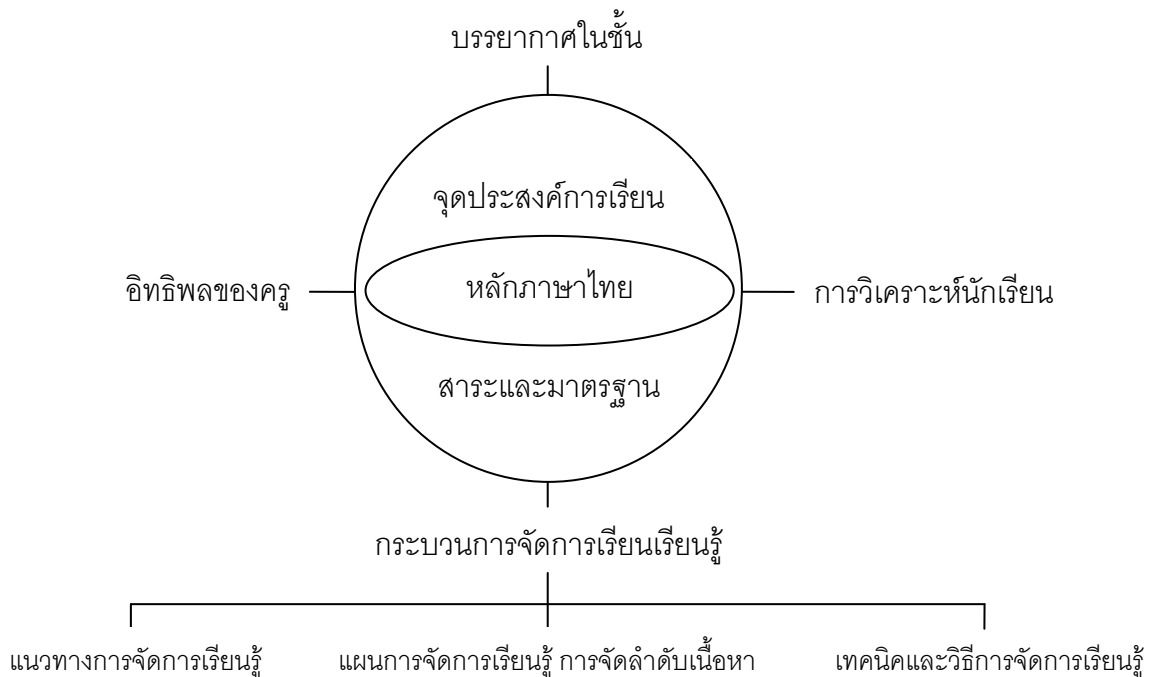 บรรยากาศในชั้น
จุดประสงค์การเรียน
อิทธิพลของครู
หลักภาษาไทย
การวิเคราะห์นักเรียน
สาระและมาตรฐาน
กระบวนการจัดการเรียนเรียนรู้
แนวทางการจัดการเรียนรู้
แผนการจัดการเรียนรู้ การจัดลำดับเนื้อหา
เทคนิคและวิธีการจัดการเรียนรู้